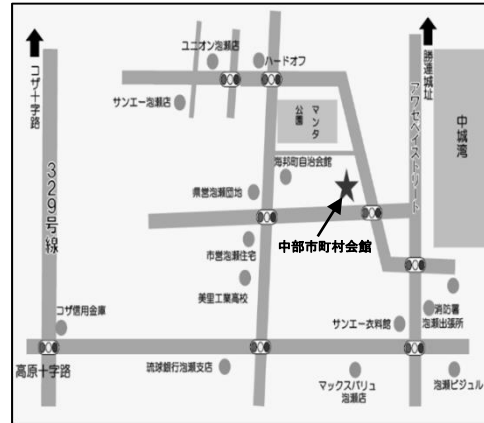 ユニオン泡瀬店
ハードオフ
コザ十字路
勝連城址
サンエー泡瀬店
マンタ
公園
アワセベイストリート
中城湾
海邦町自治会館
329号線
県営泡瀬団地
市営泡瀬住宅
中部市町村会館
美里工業高校
コザ信用金庫
サンエー衣料館
消防署
泡瀬出張所
高原十字路
琉球銀行泡瀬支店
マックスバリュ
泡瀬店
泡瀬ビジュル